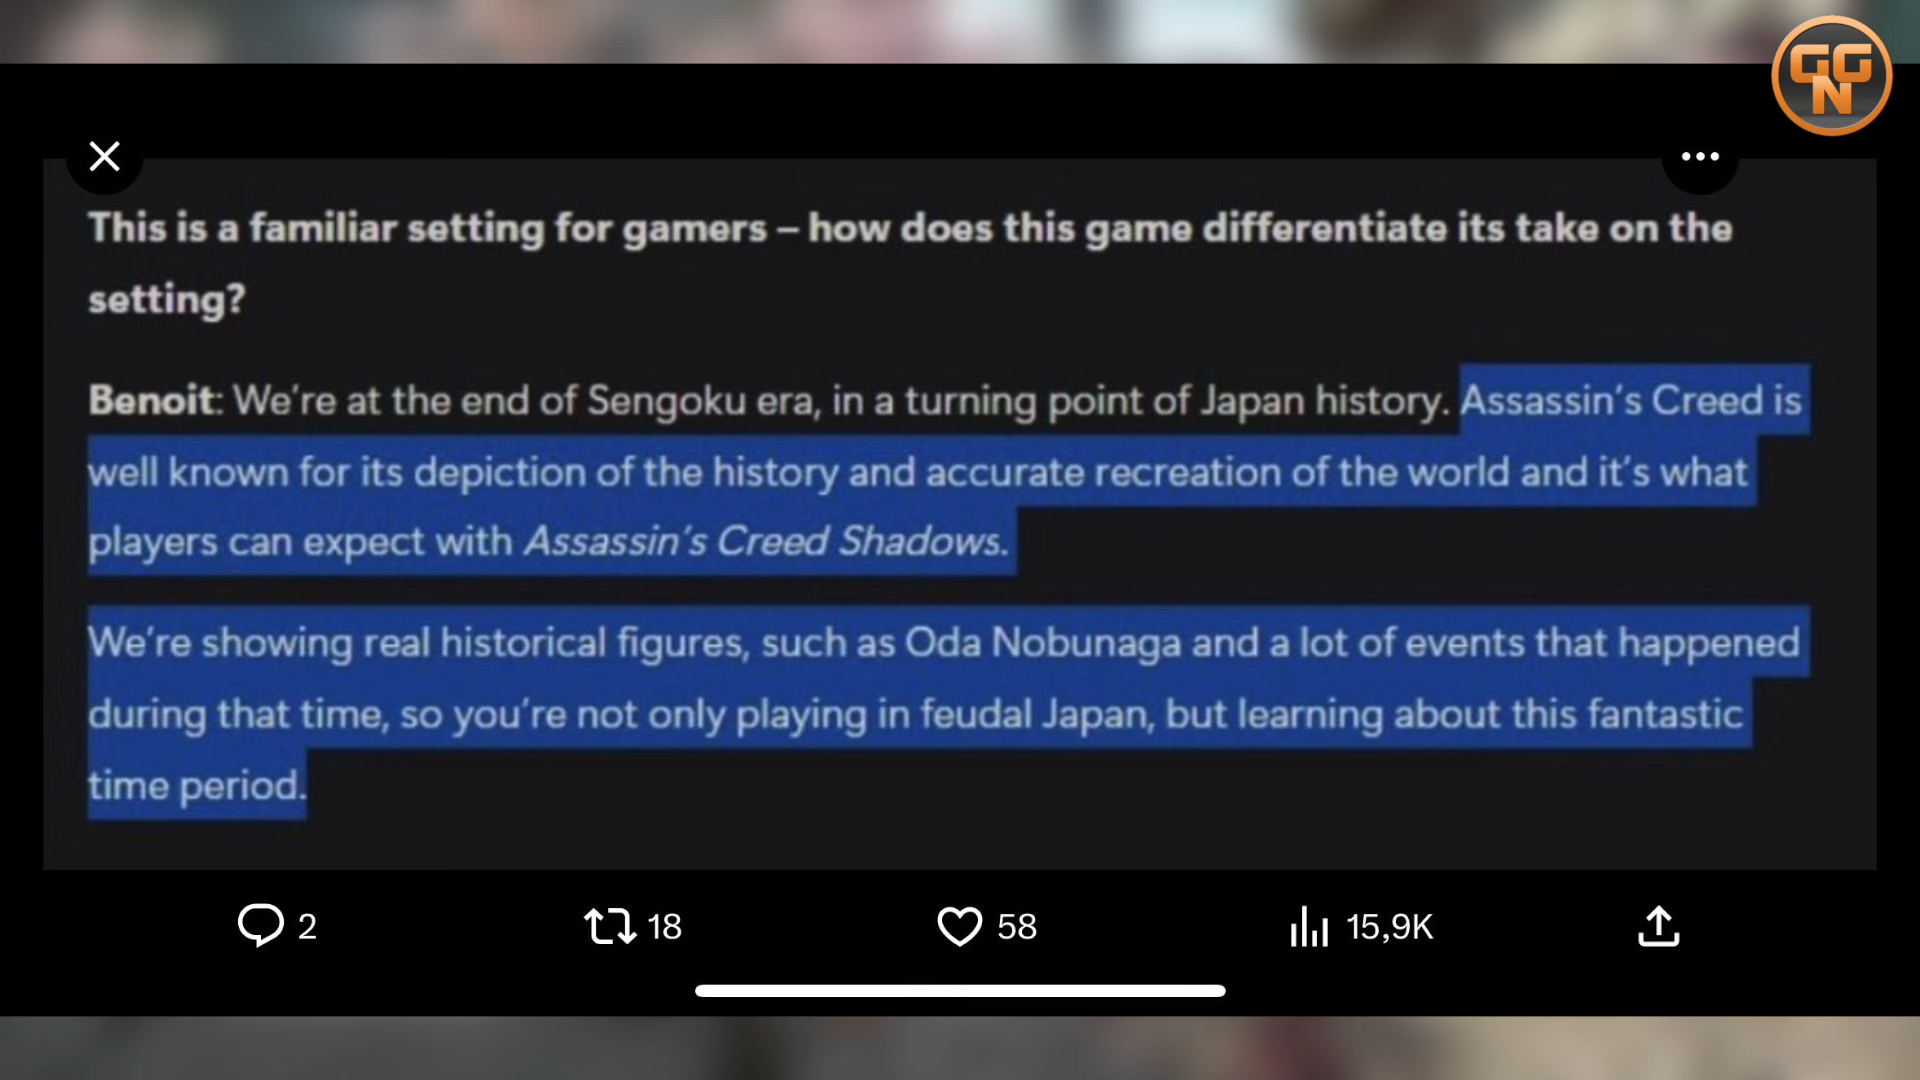 GGN
This is a familiar setting for gamers – how does this game differentiate its take on the
setting?
Benoit: We're at the end of Sengoku era, in a turning point of Japan history. Assassin's Creed is
well known for its depiction of the history and accurate recreation of the world and it's what
players can expect with Assassin's Creed Shadows.
We're showing real historical figures, such as Oda Nobunaga and a lot of events that happened
during that time, so you're not only playing in feudal Japan, but learning about this fantastic
time period.
2 18 58 15,9K